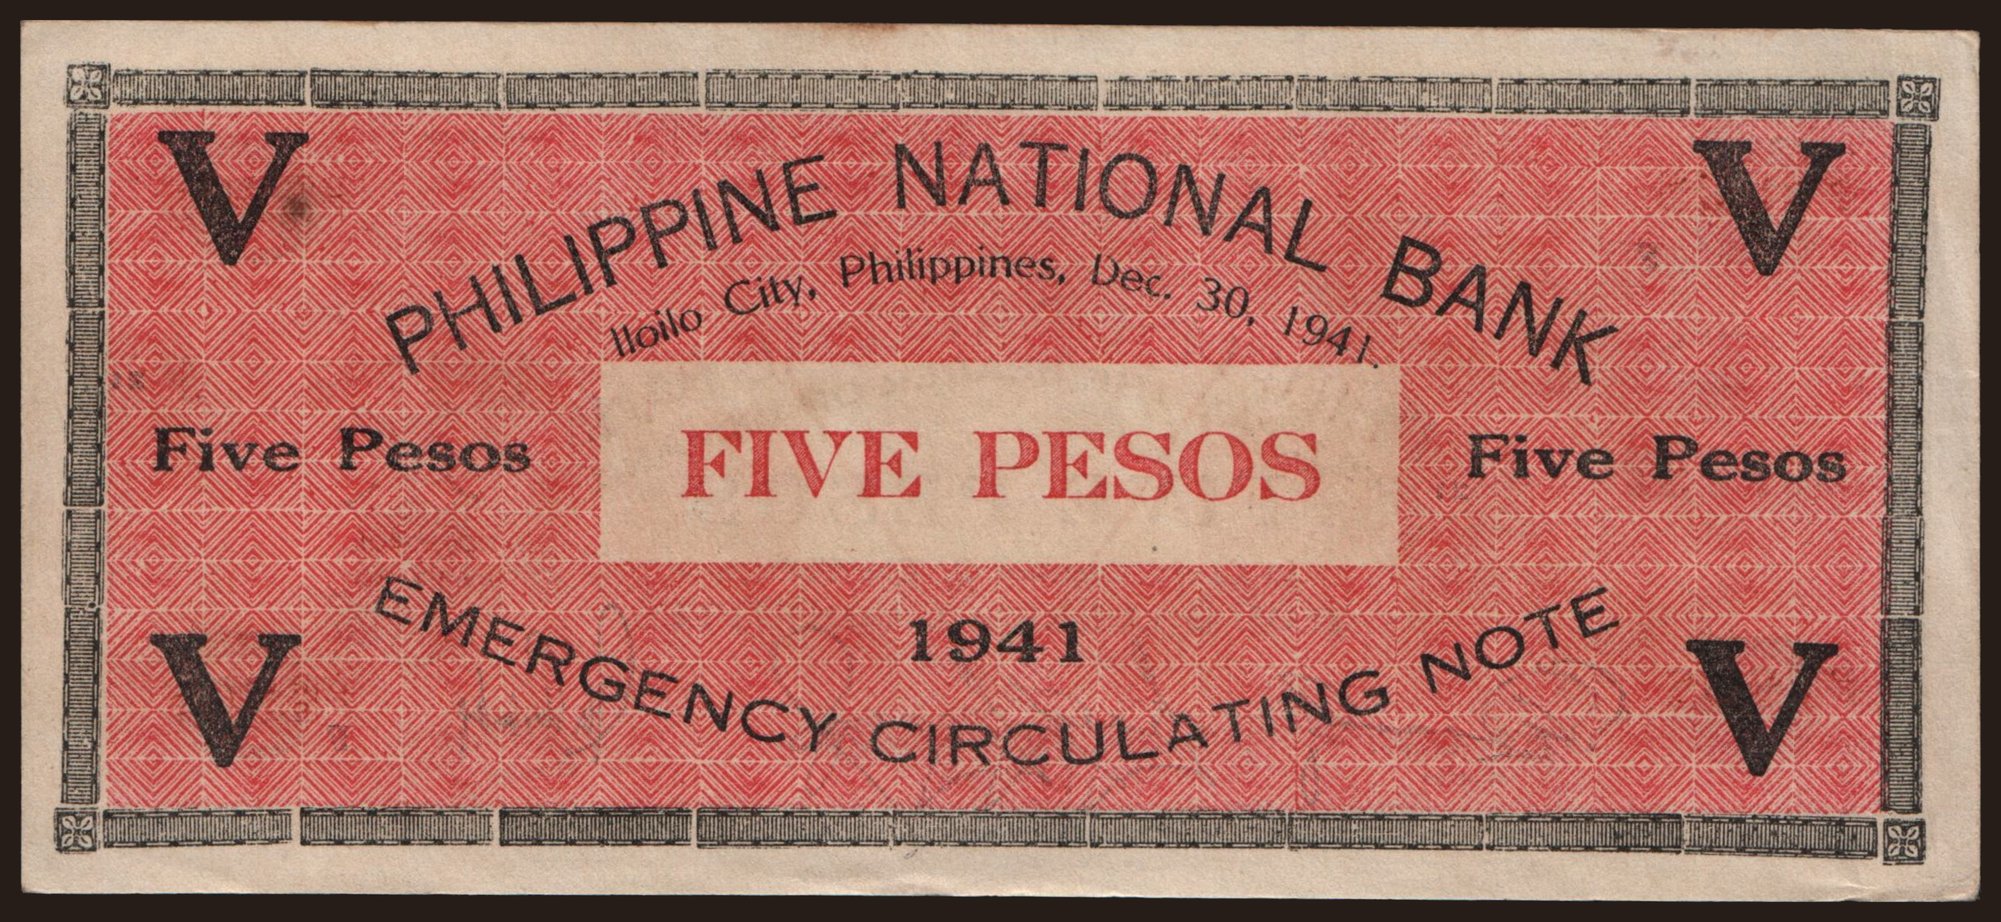 V V
PHILIPPINE NATIONAL BANK
Iloilo City, Philippines, Dec. 30, 1941.
Five Pesos FIVE PESOS Five Pesos
1941
EMERGENCY CIRCULATING NOTE
V V